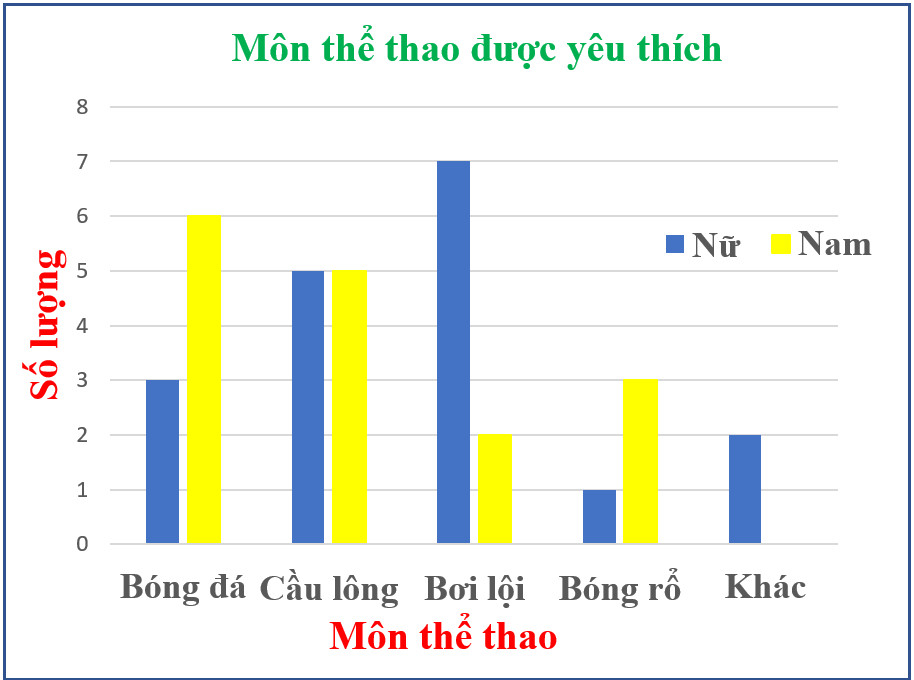 Môn thể thao được yêu thích
Số lượng
8
7
6
5
4
3
2
1
0
Nữ Nam
Bóng đá Cầu lông Bơi lội Bóng rổ Khác
Môn thể thao